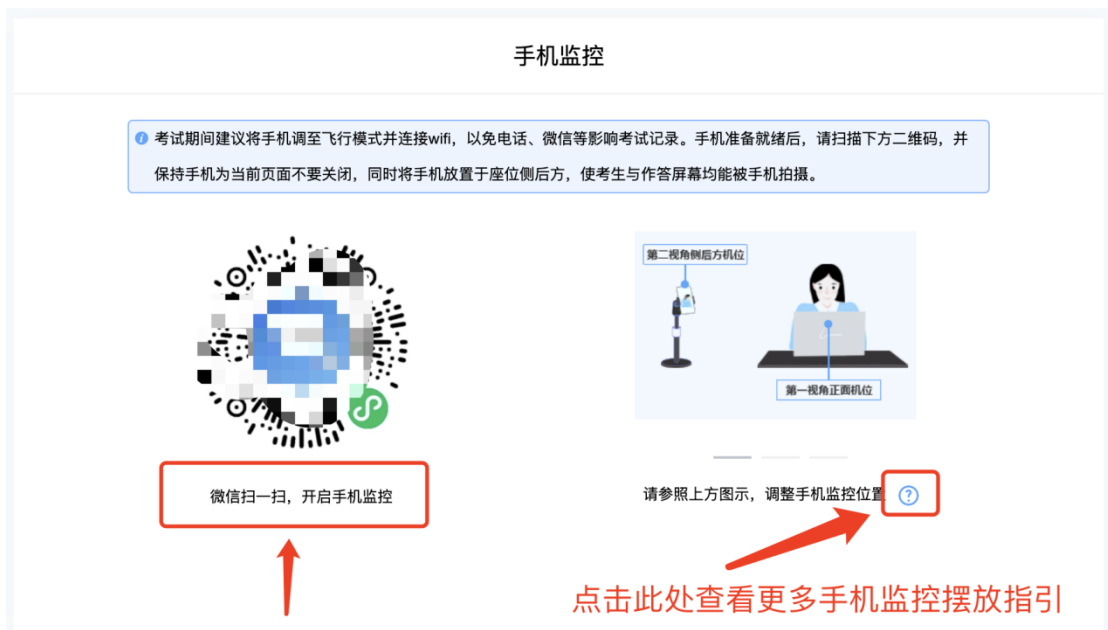 手机监控
考试期间建议将手机调至飞行模式并连接wifi，以免电话、微信等影响考试记录。手机准备就绪后，请扫描下方二维码，并
保持手机为当前页面不要关闭，同时将手机放置于座位侧后方，使考生与作答屏幕均能被手机拍摄。
第二视角侧后方机位
第一视角正面机位
微信扫一扫，开启手机监控
请参照上方图示，调整手机监控位置
点击此处查看更多手机监控摆放指引